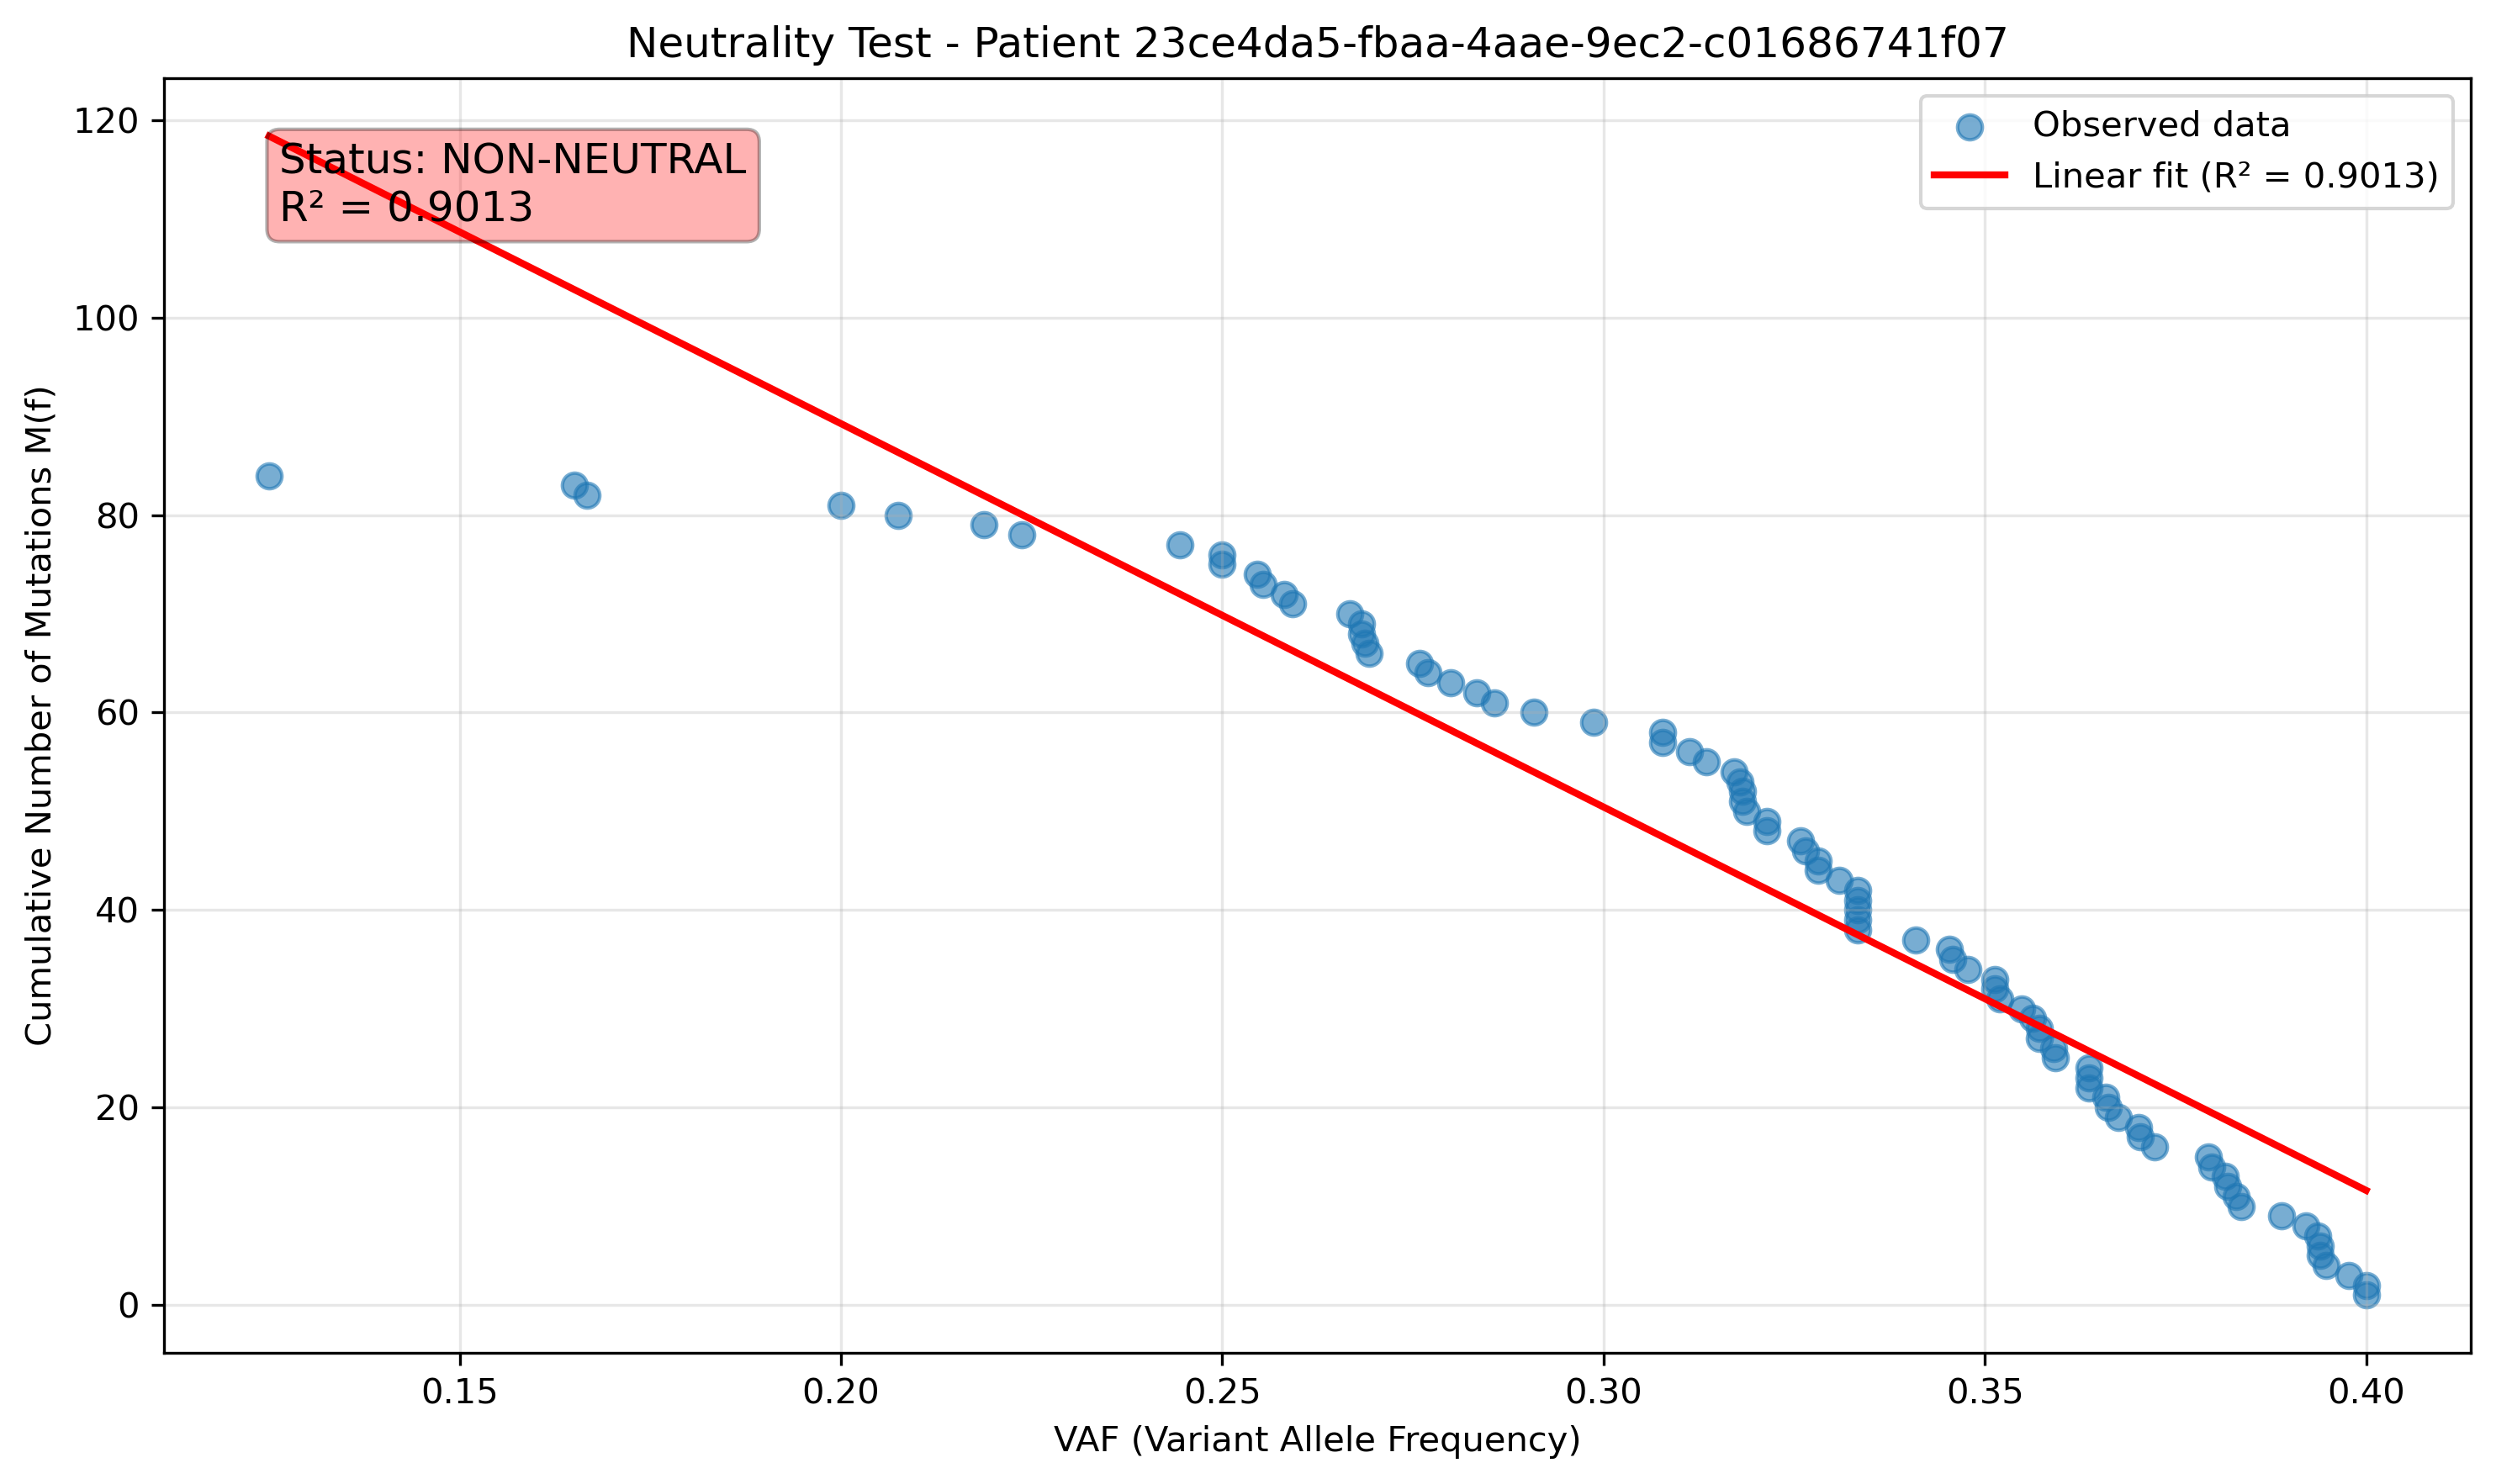 Neutrality Test - Patient 23ce4da5-fbaa-4aae-9ec2-c01686741f07
Status: NON-NEUTRAL
R² = 0.9013
Observed data
Linear fit (R² = 0.9013)
Cumulative Number of Mutations M(f)
120
100
80
60
40
20
0
0.15
0.20
0.25
0.30
0.35
0.40
VAF (Variant Allele Frequency)